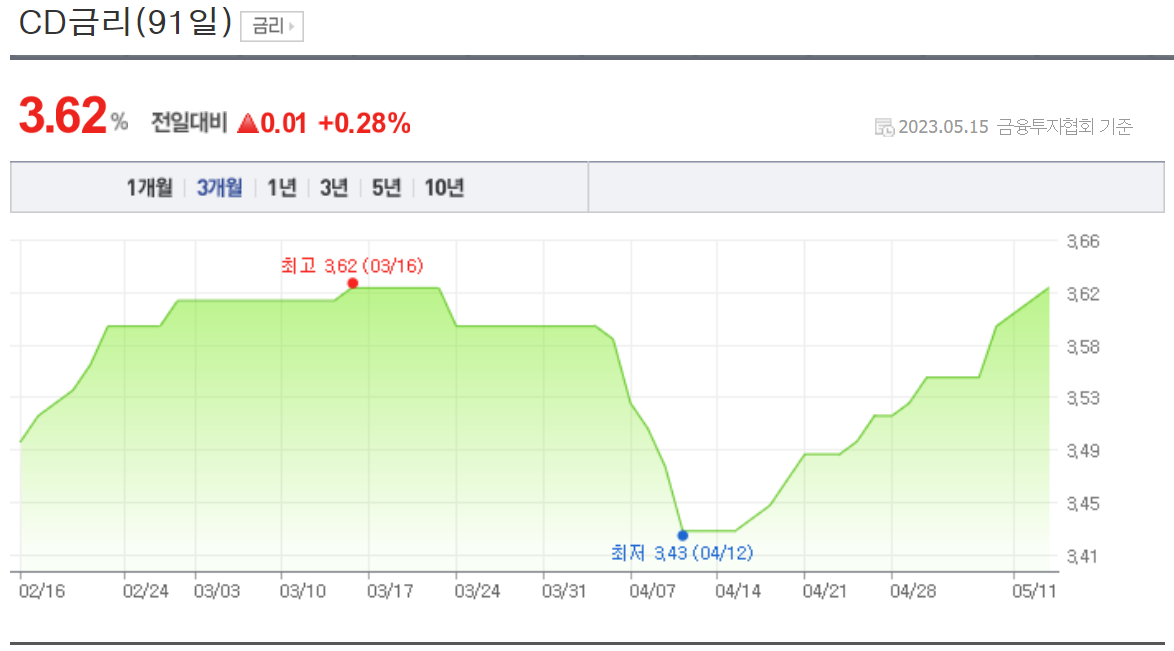 CD금리(91일) 금리
3.62% 전일대비 ▲0.01 +0.28%
2023.05.15 금융투자협회 기준
1개월 | 3개월 | 1년 | 3년 | 5년 | 10년
3,66
최고 3,62 (03/16)
3,62
3,58
3,53
3,49
3,45
최저 3,43 (04/12)
3,41
02/16 02/24 03/03 03/10 03/17 03/24 03/31 04/07 04/14 04/21 04/28 05/11